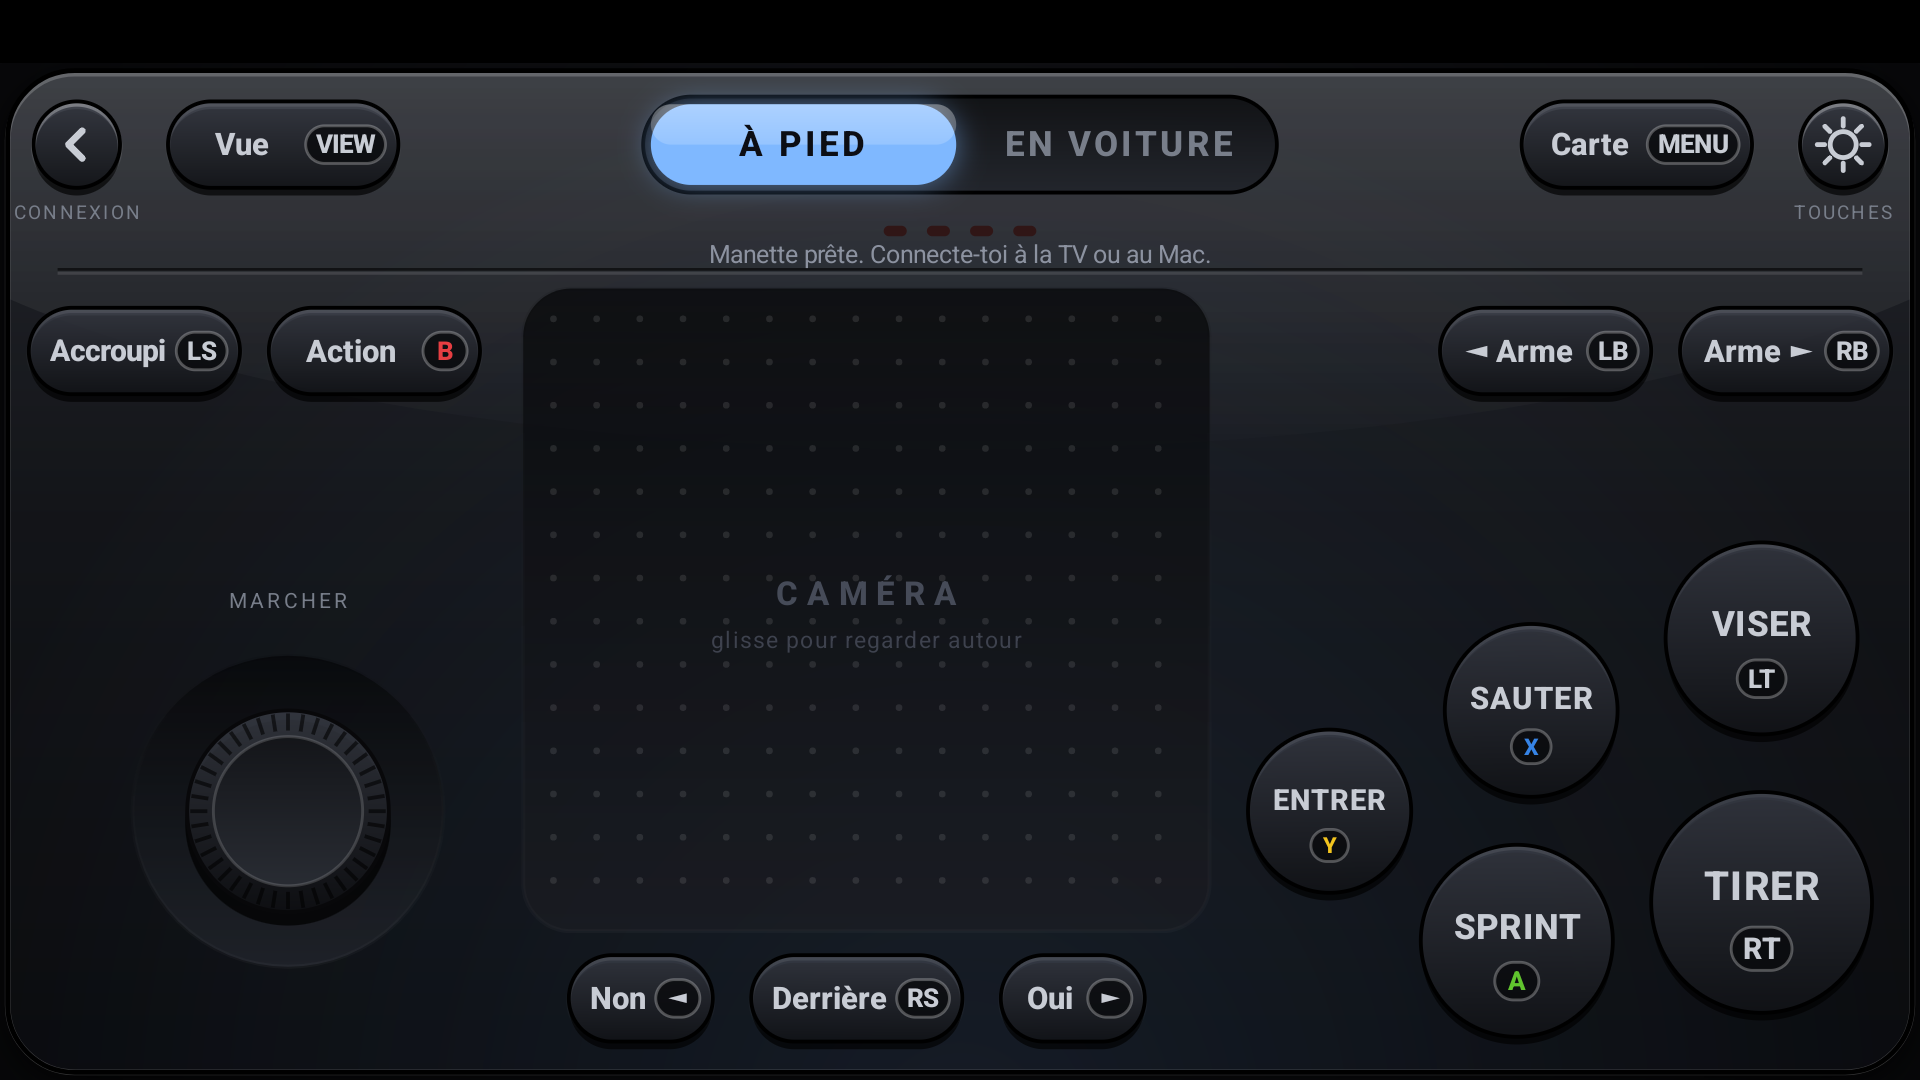 Vue VIEW
À PIED
EN VOITURE
Carte MENU
CONNEXION
TOUCHES
Manette prête. Connecte-toi à la TV ou au Mac.
Accroupi LS
Action B
◄ Arme LB
Arme ► RB
MARCHER
CAMÉRA
glisse pour regarder autour
VISER
LT
SAUTER
X
ENTRER
Y
TIRER
RT
SPRINT
A
Non ◄
Derrière RS
Oui ►